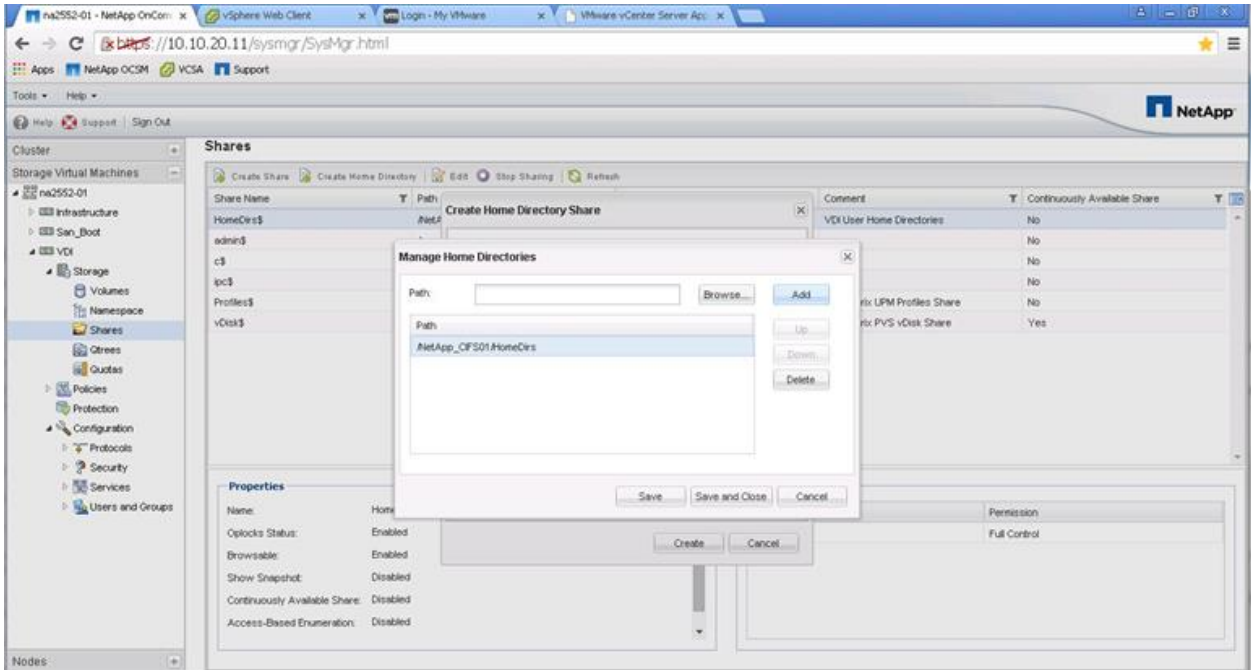 na2552-01 - NetApp OnCom
vSphere Web Client
Login - My VMware
VMware vCenter Server App
https://10.10.20.11/sysmgr/SysMgr.html
Apps NetApp OCSM VCSA Support
Tools Help
NetApp
Help Support Sign Out
Cluster
Shares
Storage Virtual Machines
Create Share Create Home Directory Edit Stop Sharing Refresh
na2552-01
Share Name Path Comment Continuously Available Share
Infrastructure
HomeDirs$ /NetA VDI User Home Directories No
San_Boot
admin$ No
VDI
c$ No
Storage
ipc$ No
Volumes
Profiles$ rix UPM Profiles Share No
Namespace
vDisk$ rix PVS vDisk Share Yes
Shares
Qtrees
Quotas
Policies
Protection
Configuration
Protocols
Security
Services
Users and Groups
Nodes
Create Home Directory Share
Manage Home Directories
Path: Browse... Add
Path
/NetApp_CIFS01/HomeDirs
Up
Down
Delete
Save Save and Close Cancel
Create Cancel
Properties
Name: Home
Oplocks Status: Enabled
Browsable: Enabled
Show Snapshot: Disabled
Continuously Available Share: Disabled
Access-Based Enumeration: Disabled
Permission
Full Control